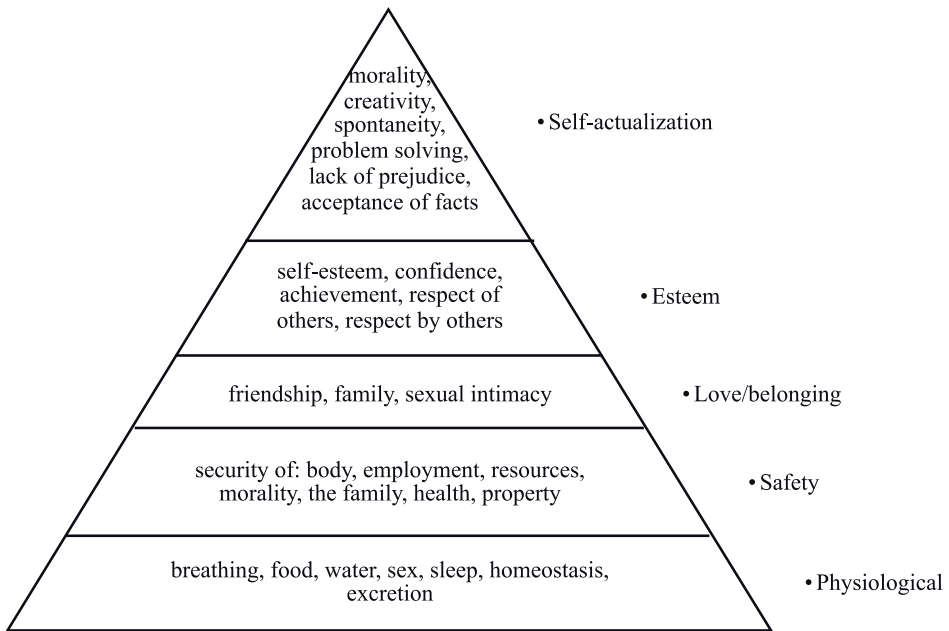 morality,
creativity,
spontaneity,
problem solving,
lack of prejudice,
acceptance of facts
• Self-actualization
self-esteem, confidence,
achievement, respect of
others, respect by others
• Esteem
friendship, family, sexual intimacy
• Love/belonging
security of: body, employment, resources,
morality, the family, health, property
• Safety
breathing, food, water, sex, sleep, homeostasis,
excretion
• Physiological